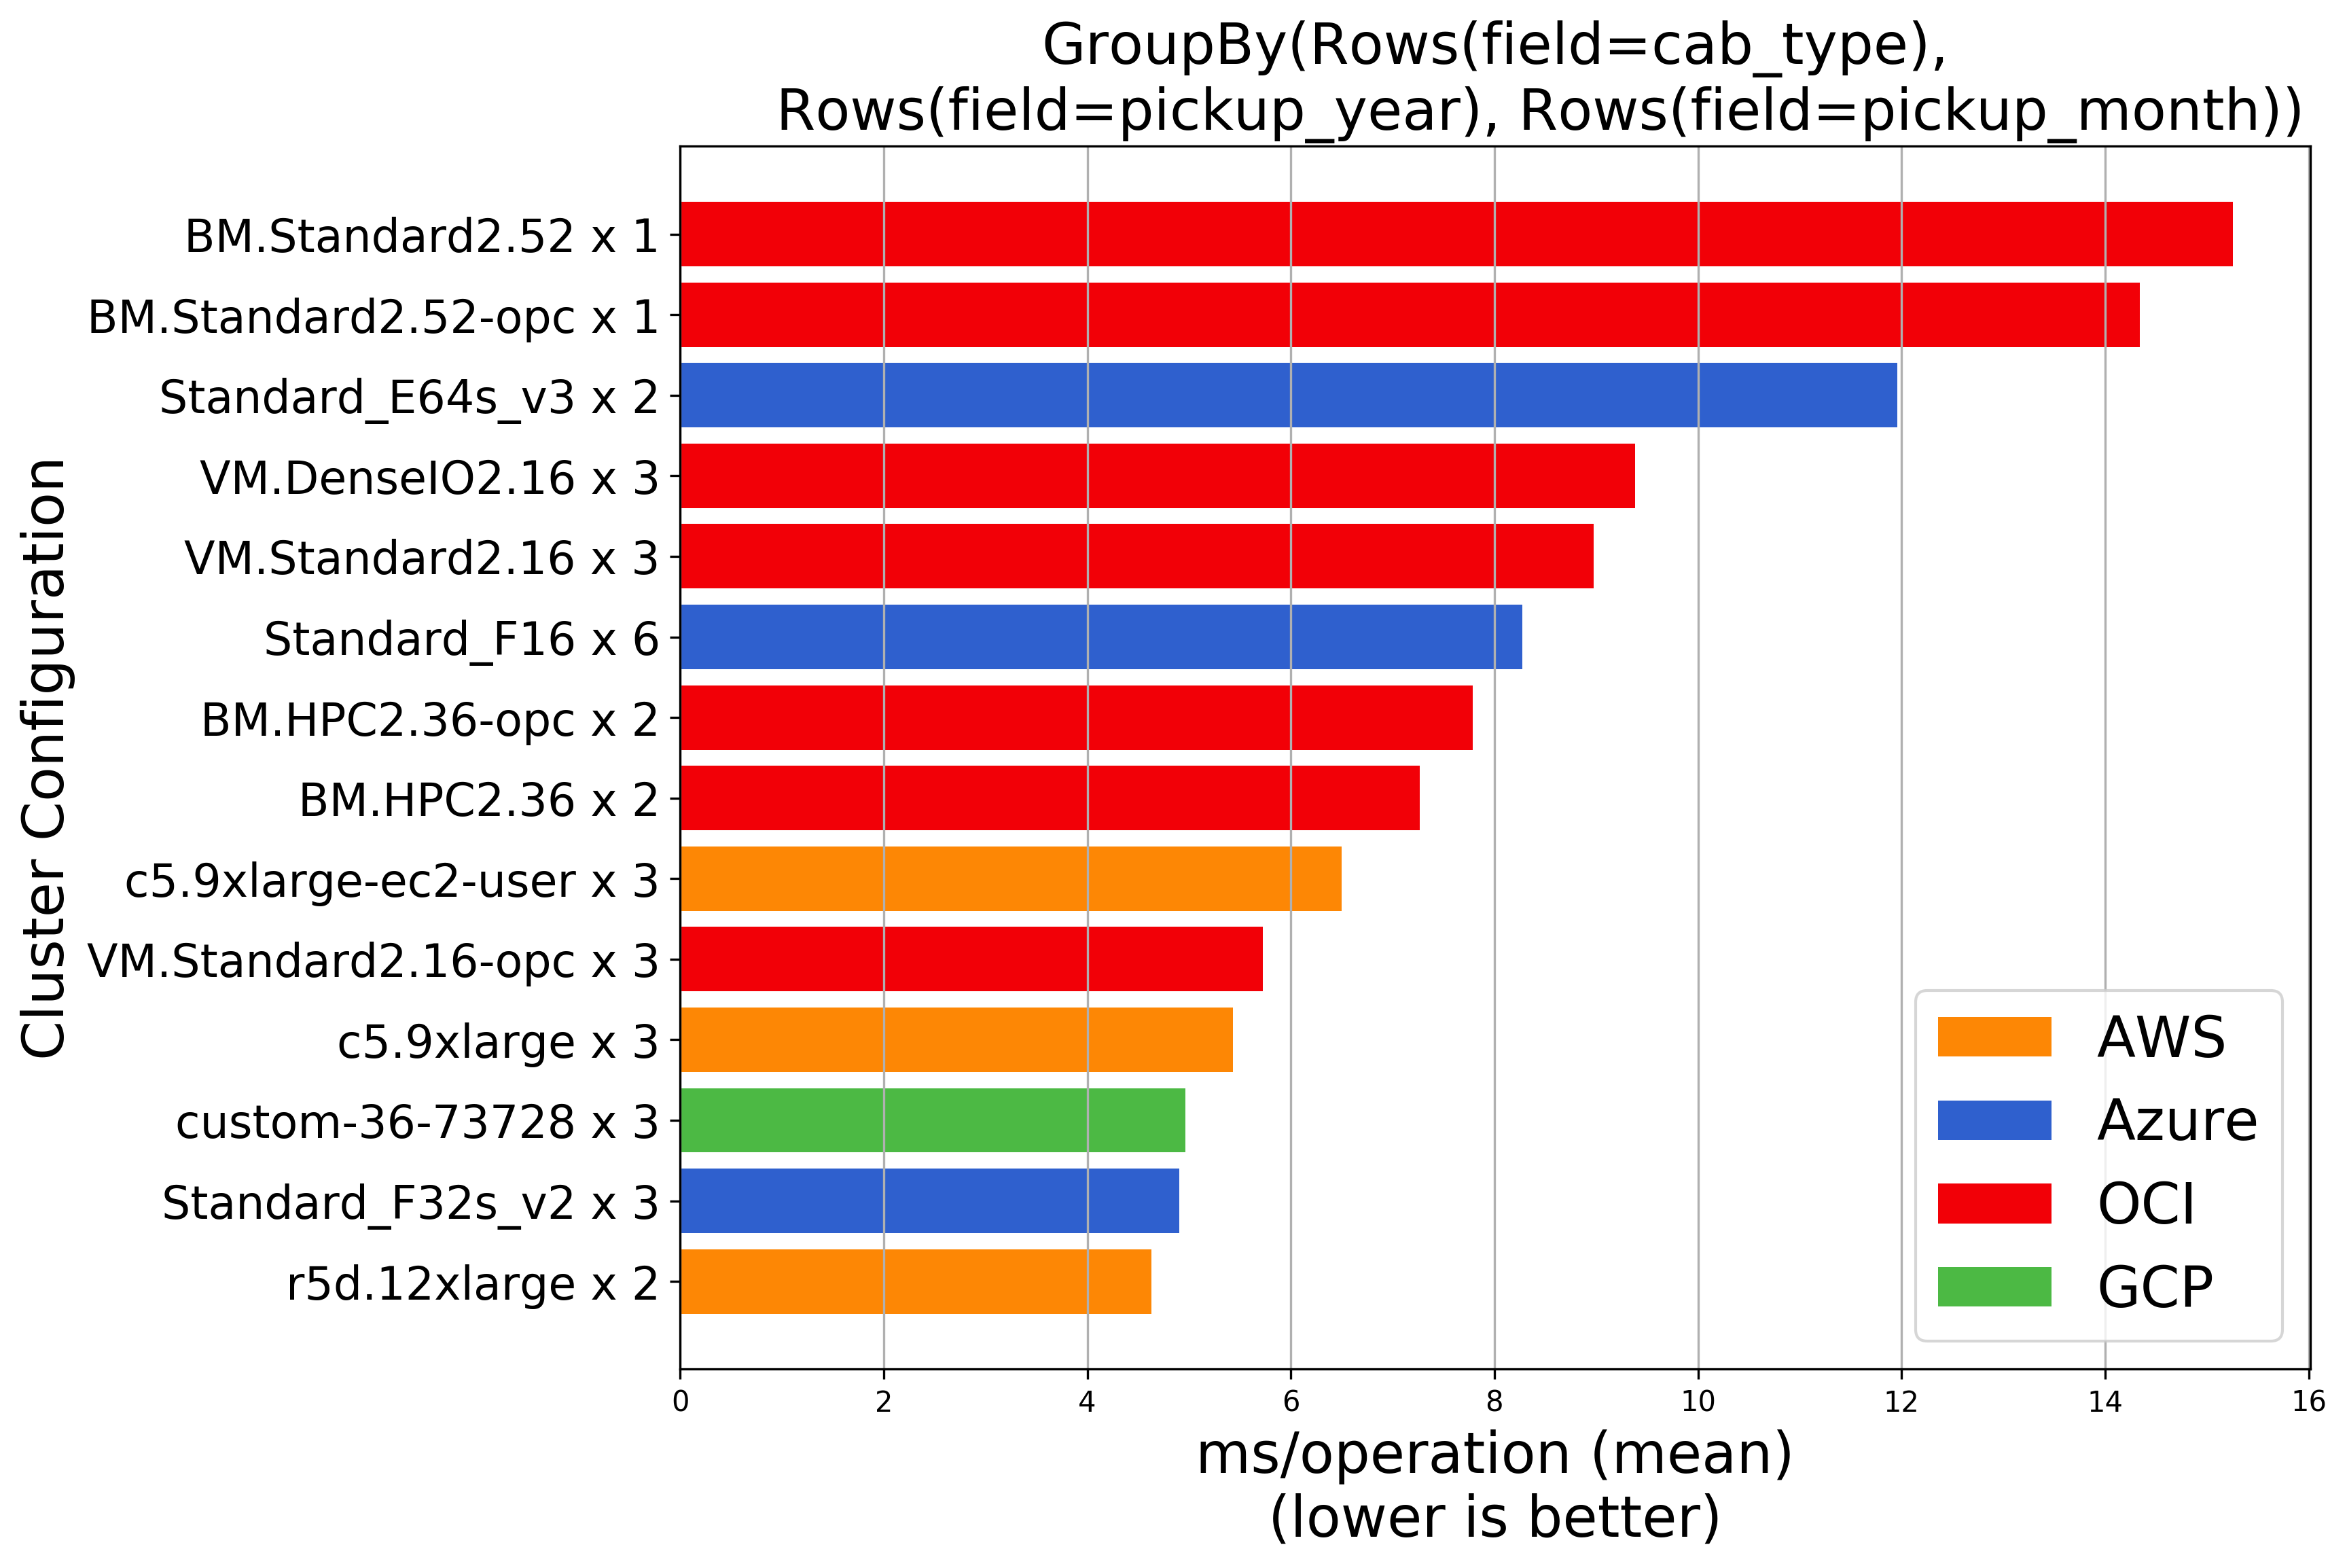 GroupBy(Rows(field=cab_type),
Rows(field=pickup_year), Rows(field=pickup_month))
Cluster Configuration
BM.Standard2.52 x 1
BM.Standard2.52-opc x 1
Standard_E64s_v3 x 2
VM.DenseIO2.16 x 3
VM.Standard2.16 x 3
Standard_F16 x 6
BM.HPC2.36-opc x 2
BM.HPC2.36 x 2
c5.9xlarge-ec2-user x 3
VM.Standard2.16-opc x 3
c5.9xlarge x 3
custom-36-73728 x 3
Standard_F32s_v2 x 3
r5d.12xlarge x 2
AWS
Azure
OCI
GCP
0 2 4 6 8 10 12 14 16
ms/operation (mean)
(lower is better)